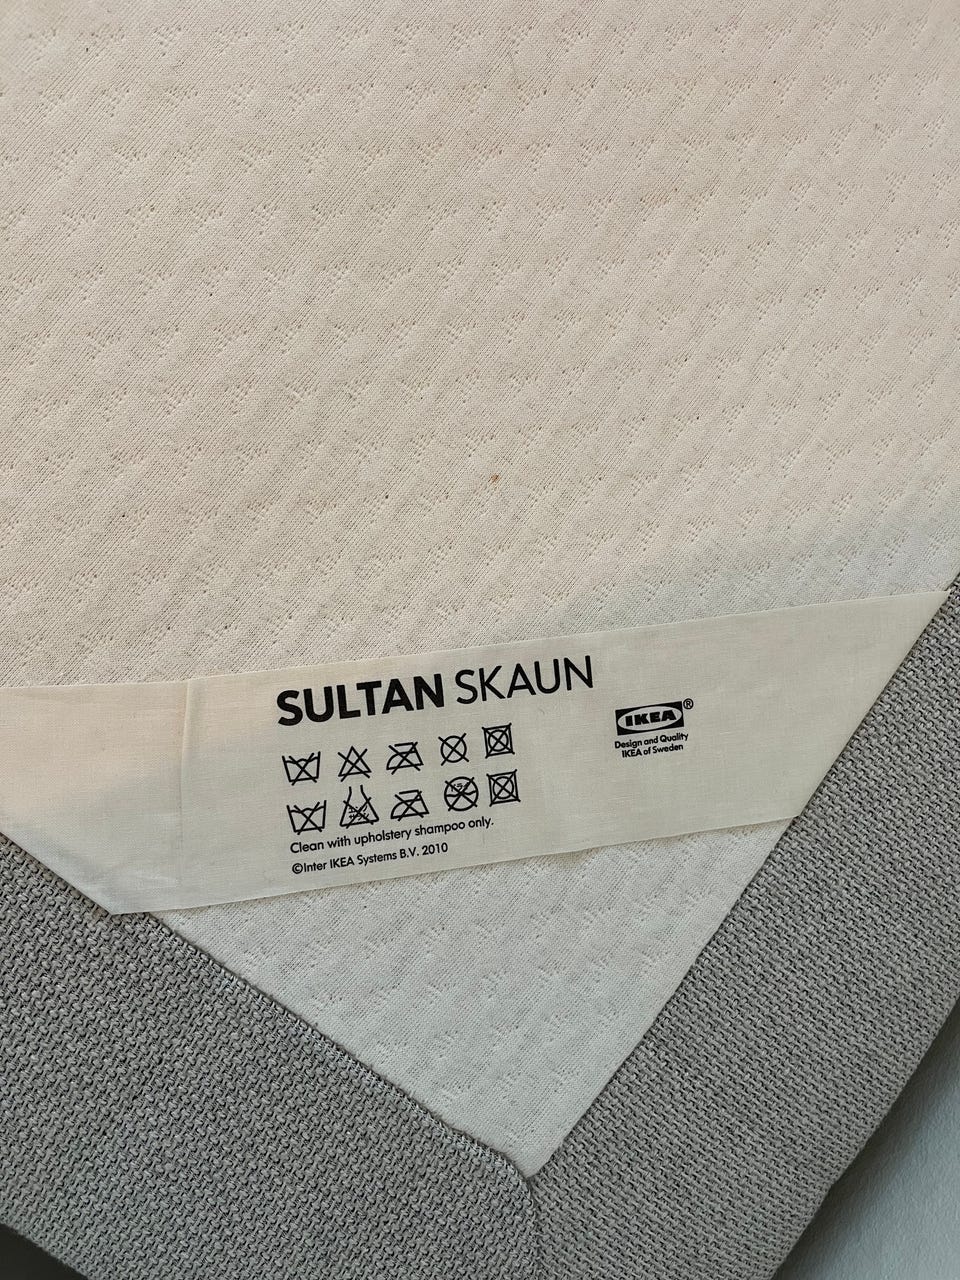 SULTAN SKAUN
IKEA®
Design and Quality
IKEA of Sweden
Clean with upholstery shampoo only.
©Inter IKEA Systems B.V. 2010